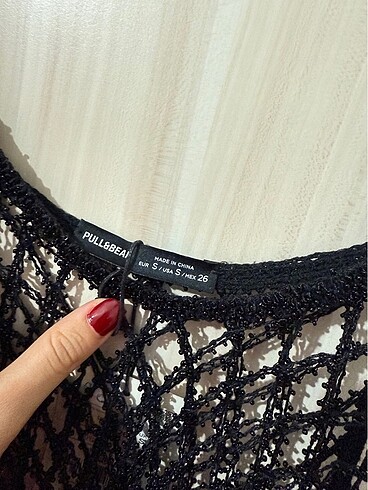 PULL&BEAR
MADE IN CHINA
EUR S / USA S / MEX 26